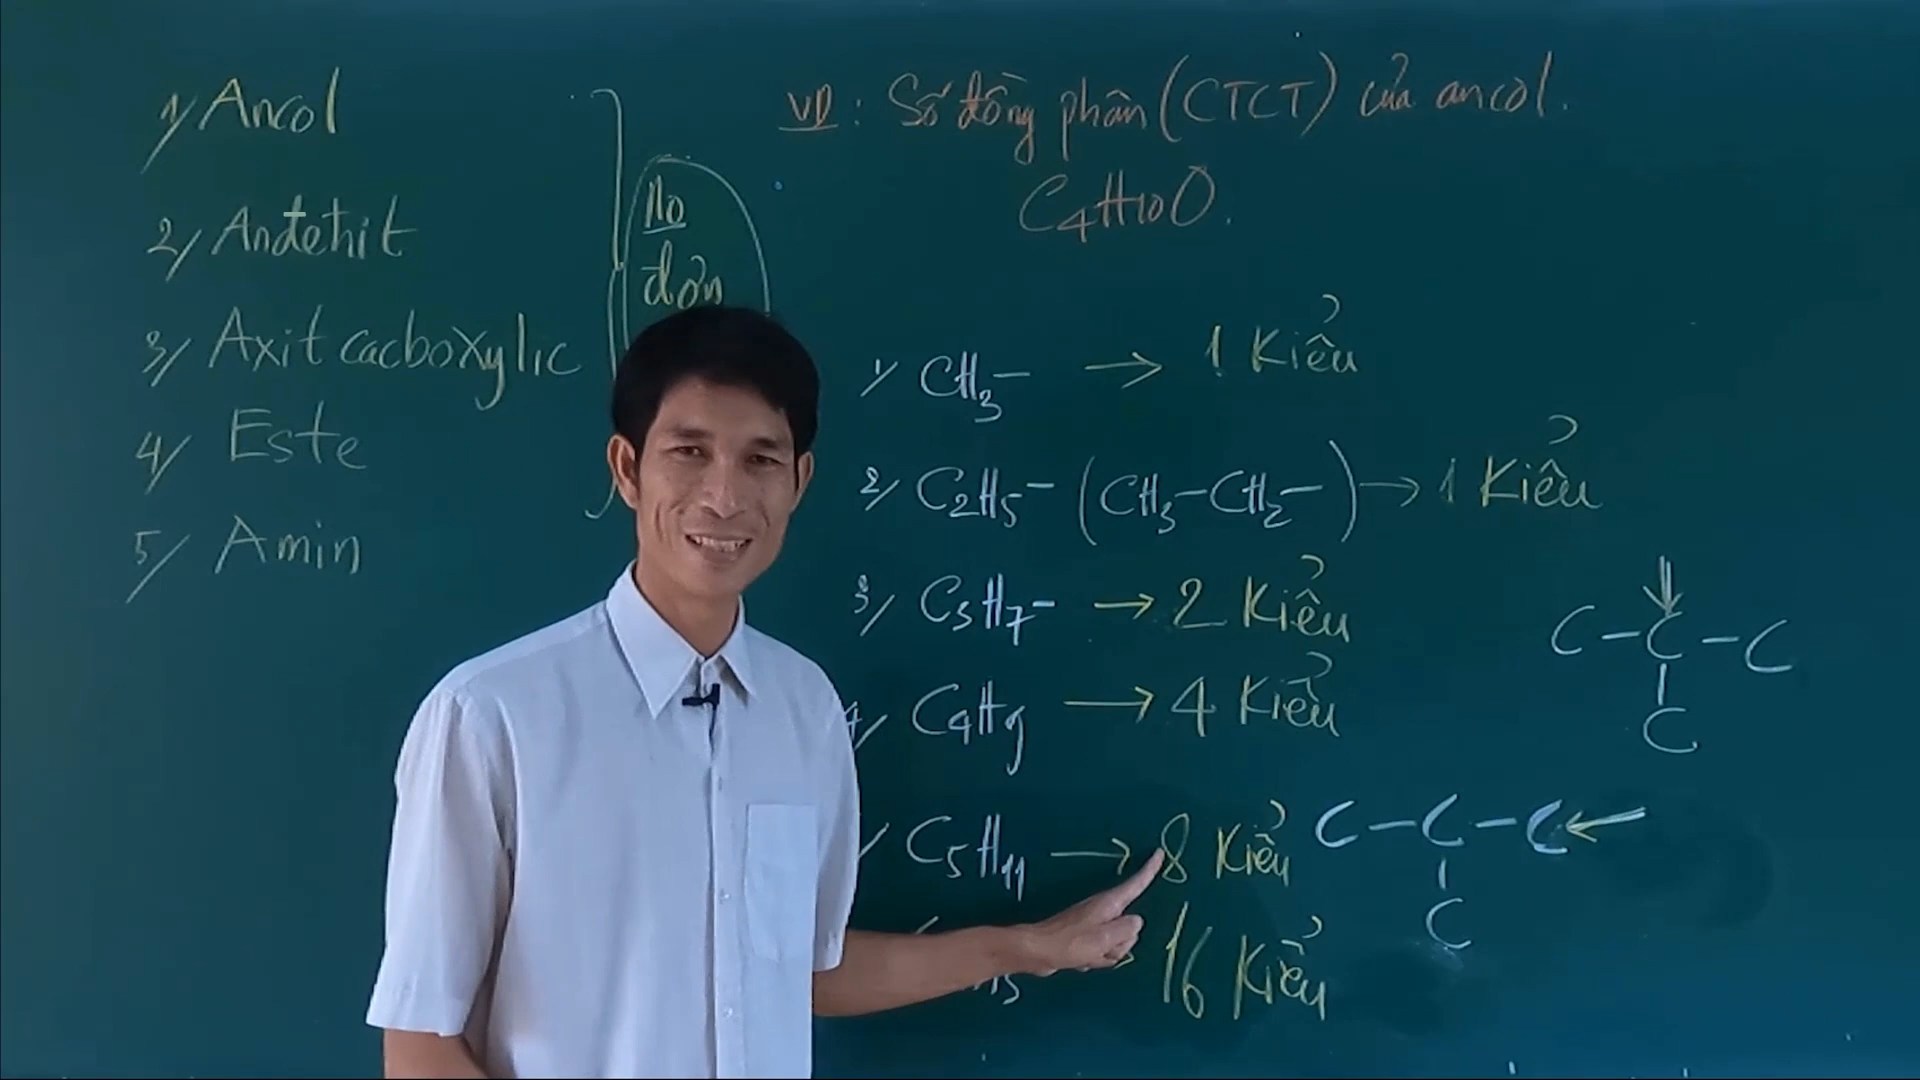 1/ Ancol
2/ Anđehit
3/ Axit cacboxylic
4/ Este
5/ Amin
no
đơn
VD: Số đồng phân (CTCT) của ancol.
C4H10O.
1/ CH3- → 1 Kiểu
2/ C2H5- (CH3-CH2-) → 1 Kiểu
3/ C3H7- → 2 Kiểu
4/ C4H9 → 4 Kiểu
/ C5H11 → 8 Kiểu
→ 16 Kiểu
C-C-C
C
C-C-C
C